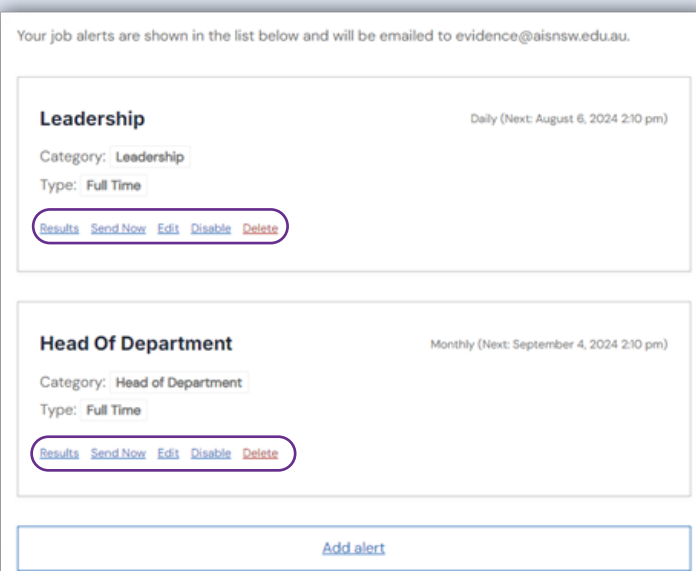 Your job alerts are shown in the list below and will be emailed to evidence@aisnsw.edu.au.
Leadership
Daily (Next: August 6, 2024 2:10 pm)
Category: Leadership
Type: Full Time
Results Send Now Edit Disable Delete
Head Of Department
Monthly (Next: September 4, 2024 2:10 pm)
Category: Head of Department
Type: Full Time
Results Send Now Edit Disable Delete
Add alert